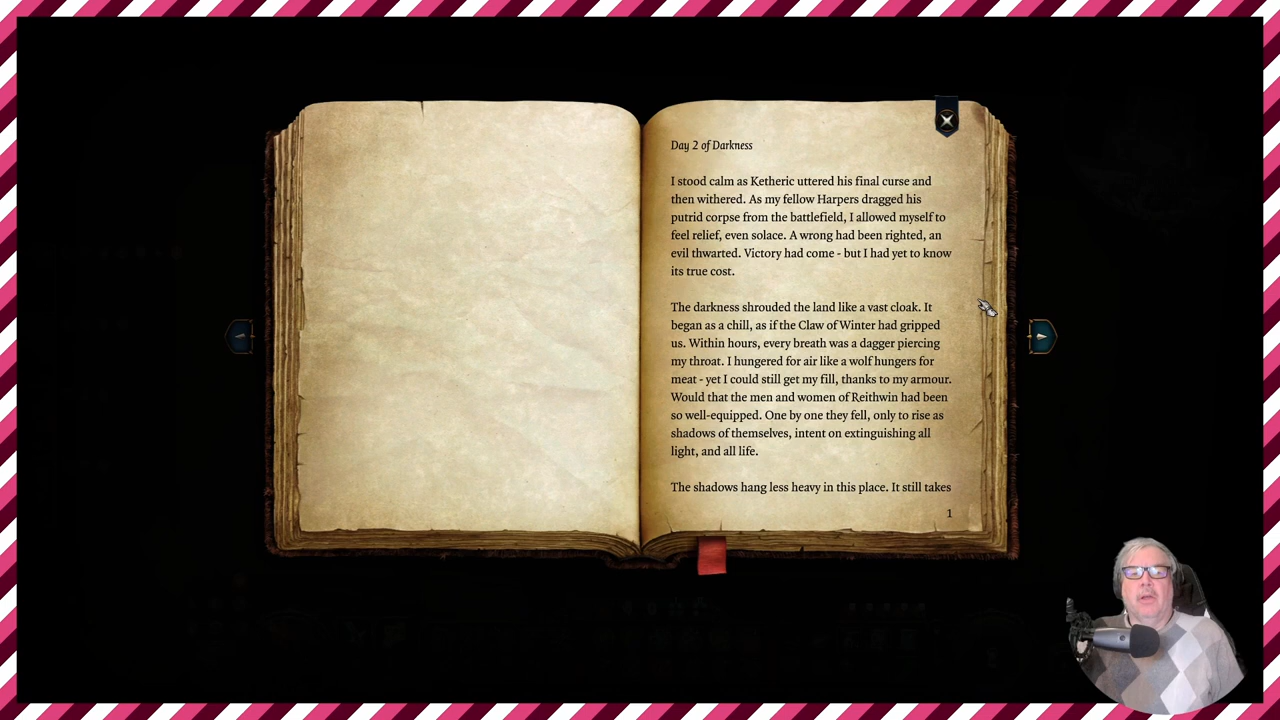 Day 2 of Darkness
I stood calm as Ketheric uttered his final curse and
then withered. As my fellow Harpers dragged his
putrid corpse from the battlefield, I allowed myself to
feel relief, even solace. A wrong had been righted, an
evil thwarted. Victory had come - but I had yet to know
its true cost.
The darkness shrouded the land like a vast cloak. It
began as a chill, as if the Claw of Winter had gripped
us. Within hours, every breath was a dagger piercing
my throat. I hungered for air like a wolf hungers for
meat - yet I could still get my fill, thanks to my armour.
Would that the men and women of Reithwin had been
so well-equipped. One by one they fell, only to rise as
shadows of themselves, intent on extinguishing all
light, and all life.
The shadows hang less heavy in this place. It still takes
1